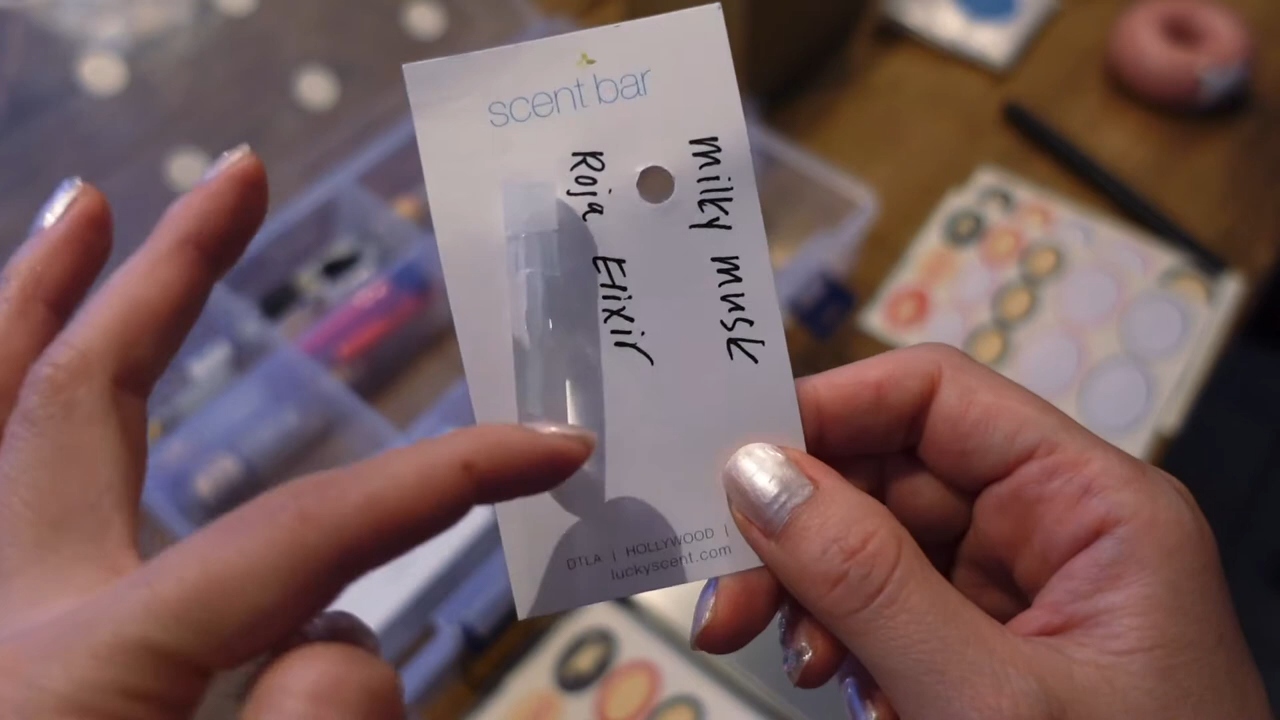 scent bar
milky musk
Roja Elixir
DTLA | HOLLYWOOD |
luckyscent.com